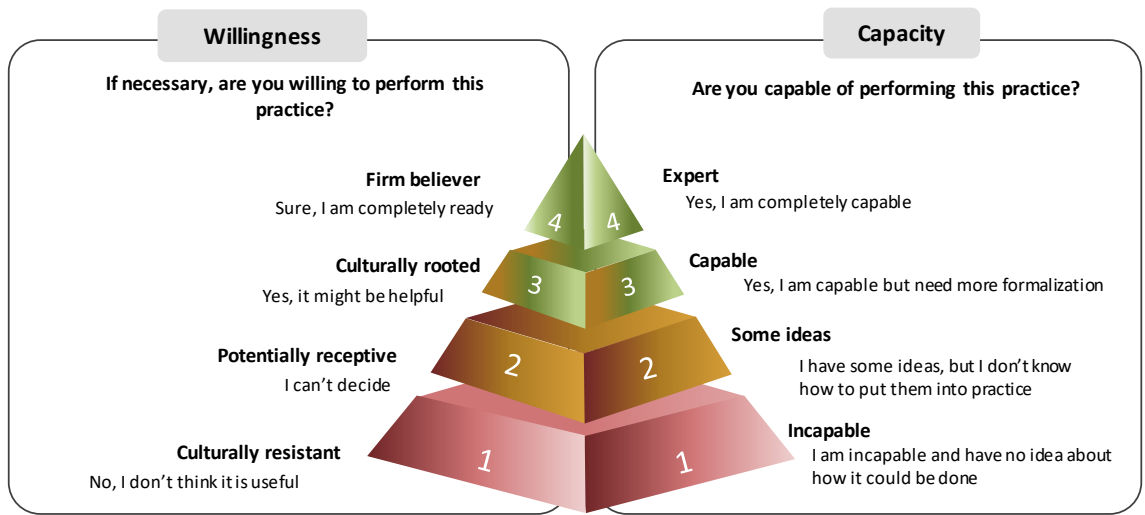 Willingness
If necessary, are you willing to perform this
practice?
Firm believer
Sure, I am completely ready
4
Culturally rooted
Yes, it might be helpful
3
Potentially receptive
I can't decide
2
Culturally resistant
No, I don't think it is useful
1
Capacity
Are you capable of performing this practice?
Expert
Yes, I am completely capable
4
Capable
Yes, I am capable but need more formalization
3
Some ideas
I have some ideas, but I don't know
how to put them into practice
2
Incapable
I am incapable and have no idea about
how it could be done
1